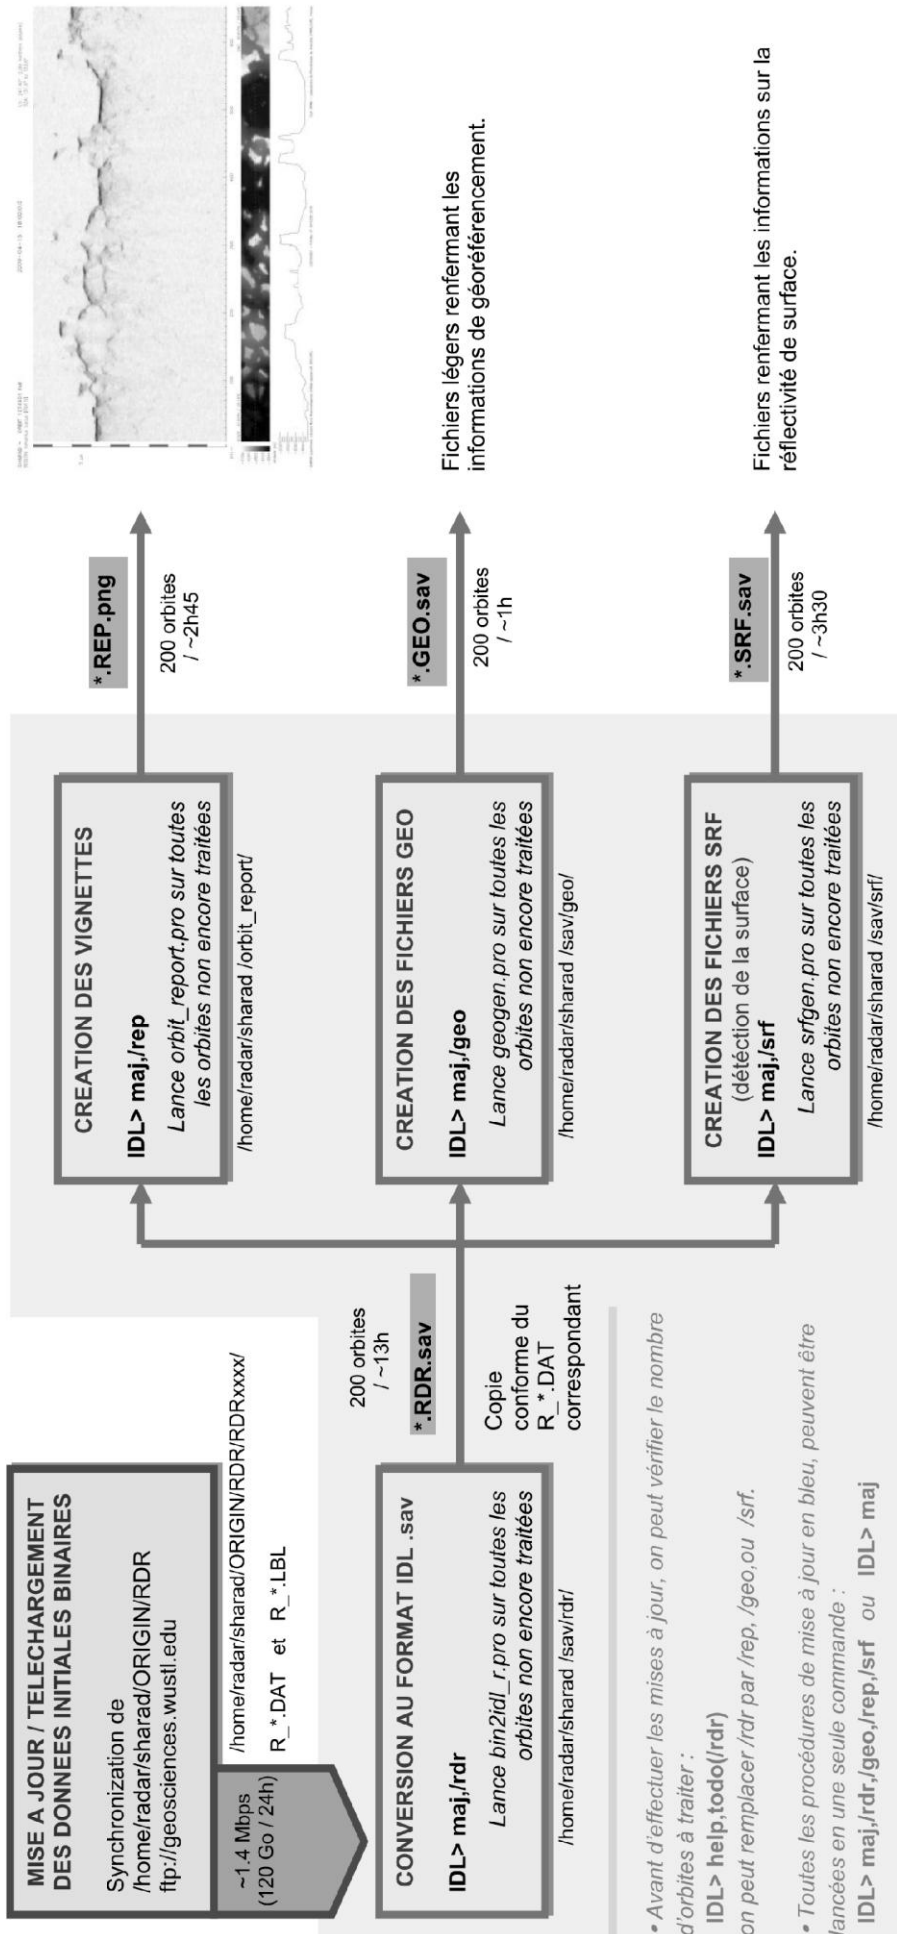 MISE A JOUR / TELECHARGEMENT
DES DONNEES INITIALES BINAIRES
Synchronization de
/home/radar/sharad/ORIGIN/RDR
ftp://geosciences.wustl.edu
~1.4 Mbps
(120 Go / 24h)
/home/radar/sharad/ORIGIN/RDR/RDRxxxx/
R_*.DAT et R_*.LBL
CONVERSION AU FORMAT IDL .sav
IDL> maj,/rdr
Lance bin2idl_r.pro sur toutes les
orbites non encore traitées
/home/radar/sharad /sav/rdr/
200 orbites
/ ~13h
*.RDR.sav
Copie
conforme du
R_*.DAT
correspondant
CREATION DES VIGNETTES
IDL> maj,/rep
Lance orbit_report.pro sur toutes
les orbites non encore traitées
/home/radar/sharad /orbit_report/
*.REP.png
200 orbites
/ ~2h45
CREATION DES FICHIERS GEO
IDL> maj,/geo
Lance geogen.pro sur toutes les
orbites non encore traitées
/home/radar/sharad /sav/geo/
*.GEO.sav
200 orbites
/ ~1h
Fichiers légers renfermant les
informations de géoréférencement.
CREATION DES FICHIERS SRF
(détéction de la surface)
IDL> maj,/srf
Lance srfgen.pro sur toutes les
orbites non encore traitées
/home/radar/sharad /sav/srf/
*.SRF.sav
200 orbites
/ ~3h30
Fichiers renfermant les informations sur la
réflectivité de surface.
• Avant d'effectuer les mises à jour, on peut vérifier le nombre
d'orbites à traiter :
IDL> help,todo(/rdr)
on peut remplacer /rdr par /rep, /geo,ou /srf.
• Toutes les procédures de mise à jour en bleu, peuvent être
lancées en une seule commande :
IDL> maj,/rdr,/geo,/rep,/srf ou IDL> maj